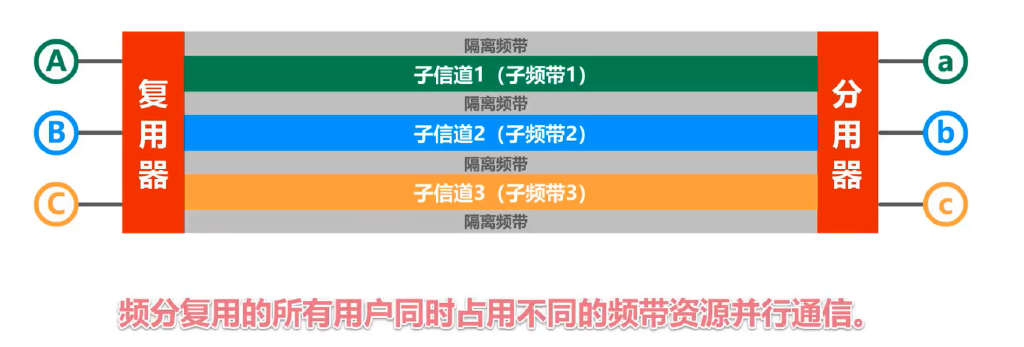 隔离频带
A
子信道1（子频带1）
a
复用器
分用器
隔离频带
B
子信道2（子频带2）
b
隔离频带
C
子信道3（子频带3）
c
隔离频带
频分复用的所有用户同时占用不同的频带资源并行通信。